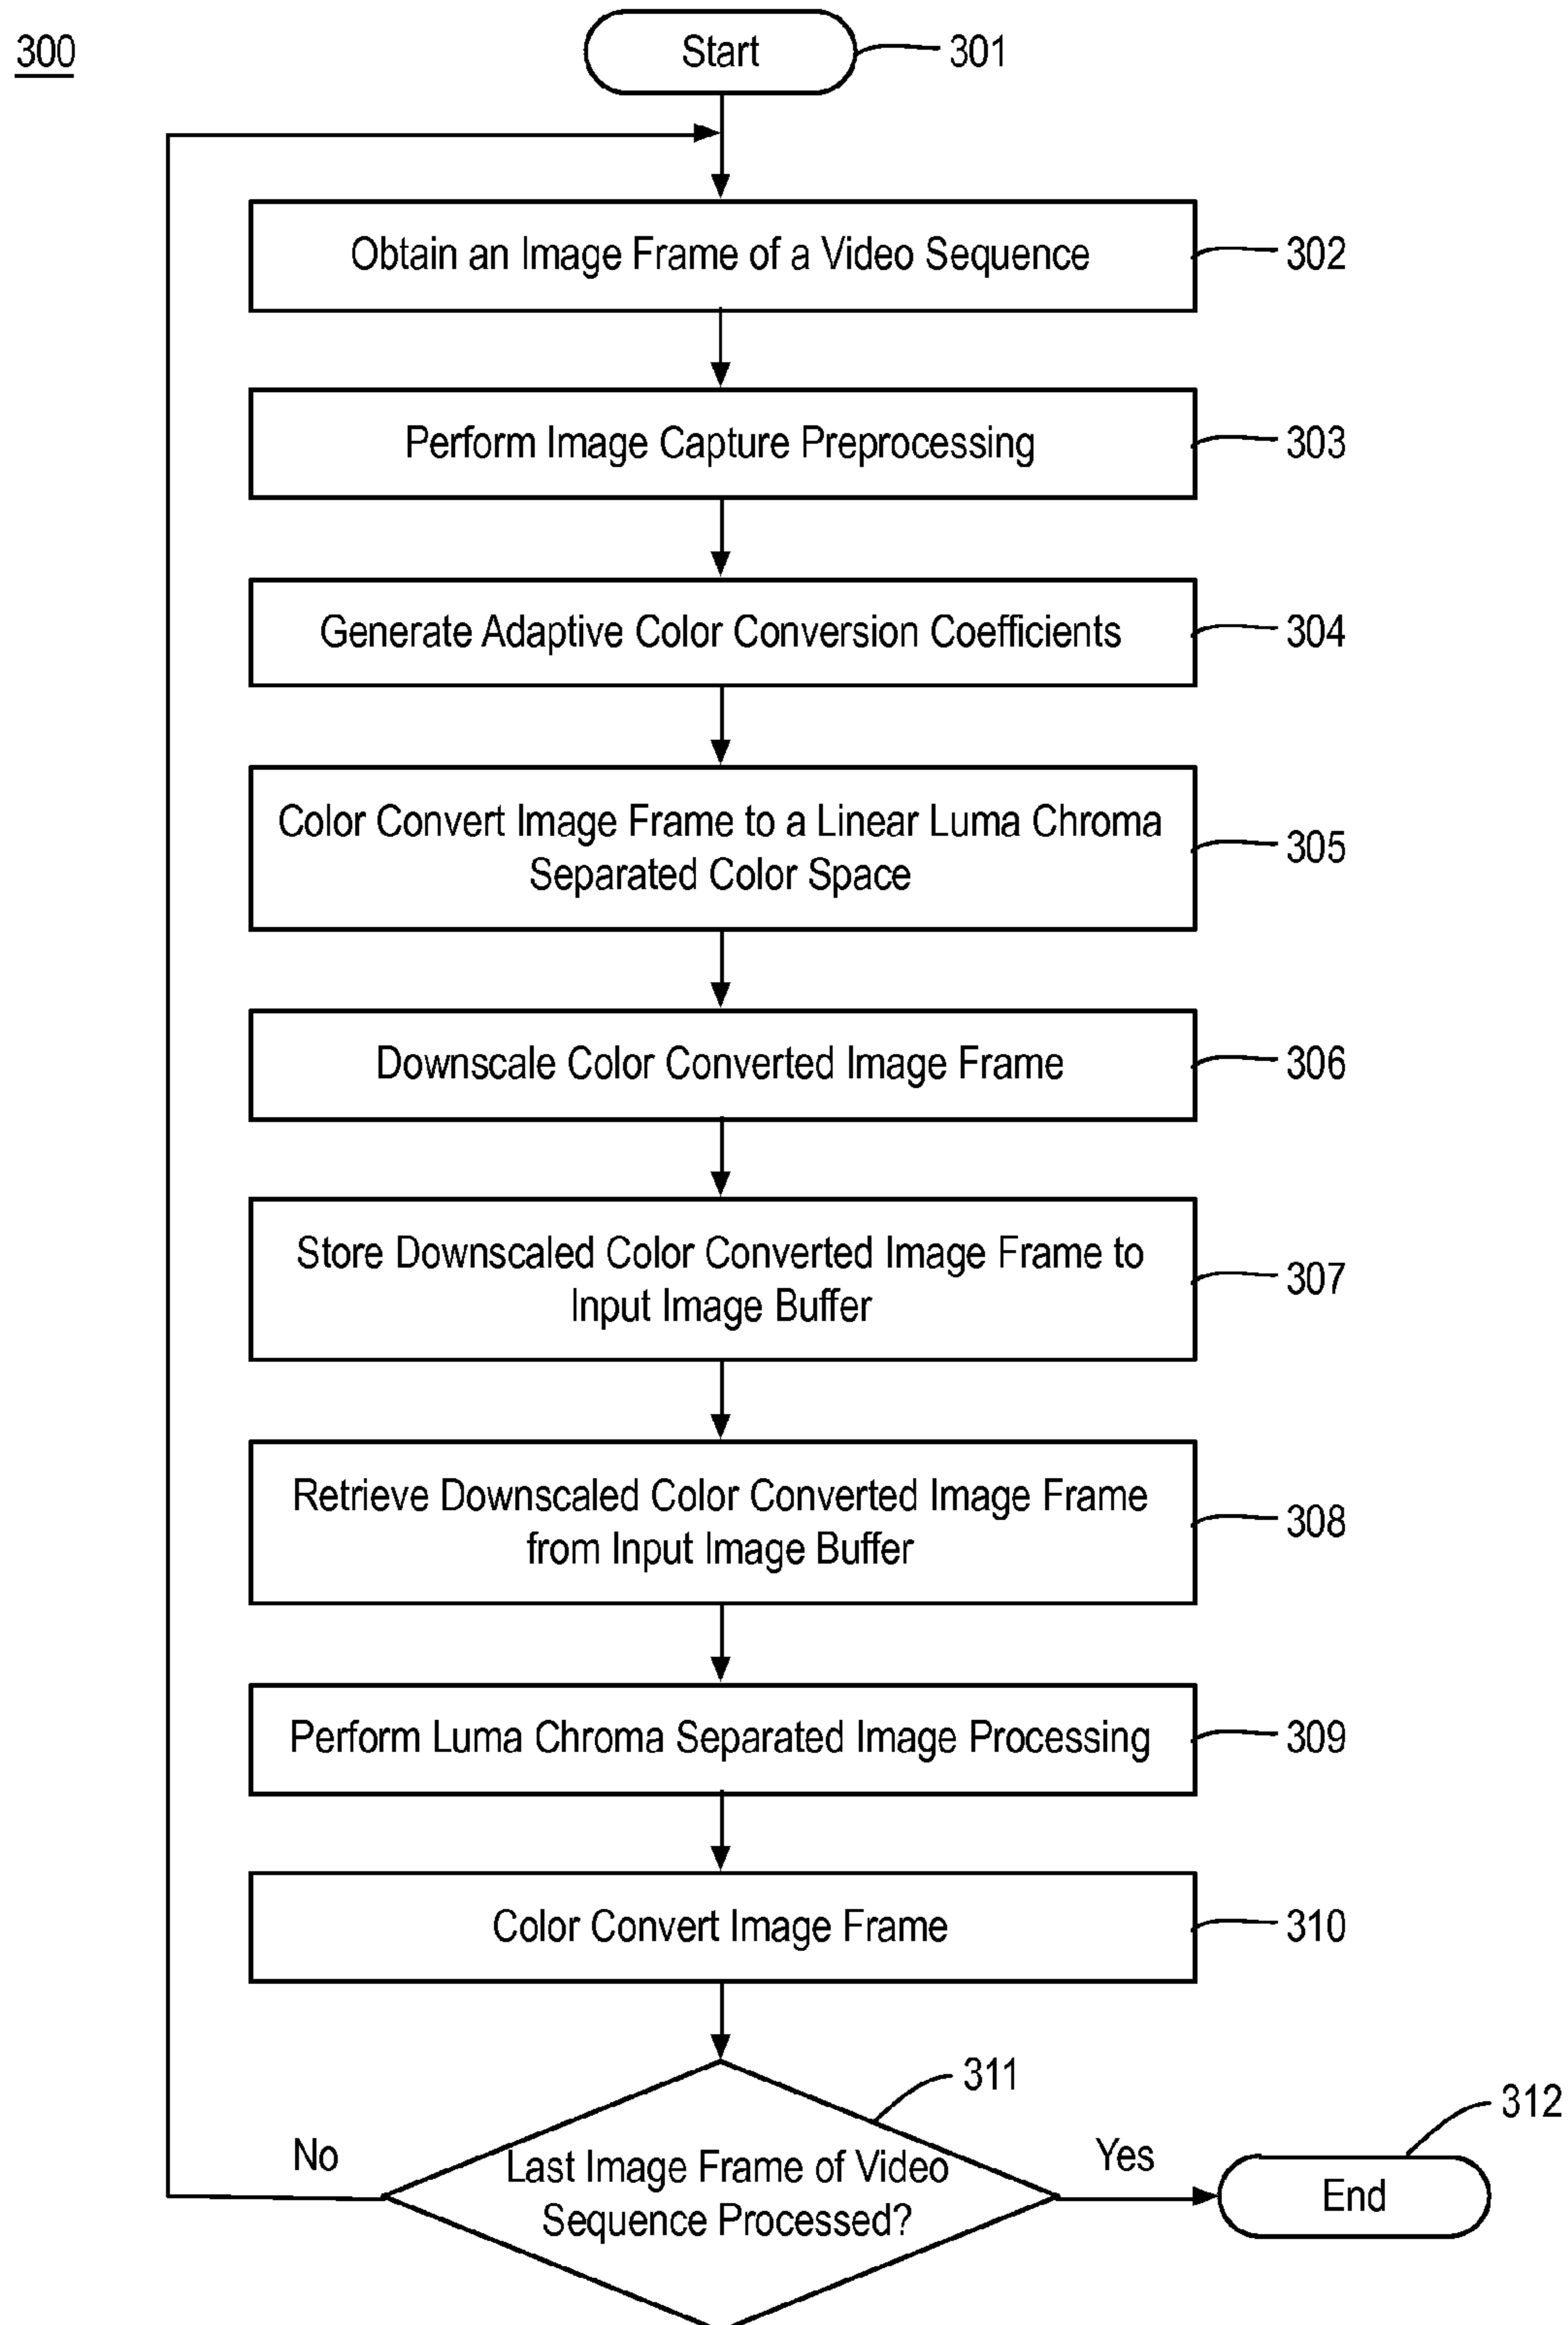 300
Start
301
Obtain an Image Frame of a Video Sequence
302
Perform Image Capture Preprocessing
303
Generate Adaptive Color Conversion Coefficients
304
Color Convert Image Frame to a Linear Luma Chroma
Separated Color Space
305
Downscale Color Converted Image Frame
306
Store Downscaled Color Converted Image Frame to
Input Image Buffer
307
Retrieve Downscaled Color Converted Image Frame
from Input Image Buffer
308
Perform Luma Chroma Separated Image Processing
309
Color Convert Image Frame
310
311
312
No
Last Image Frame of Video
Sequence Processed?
Yes
End